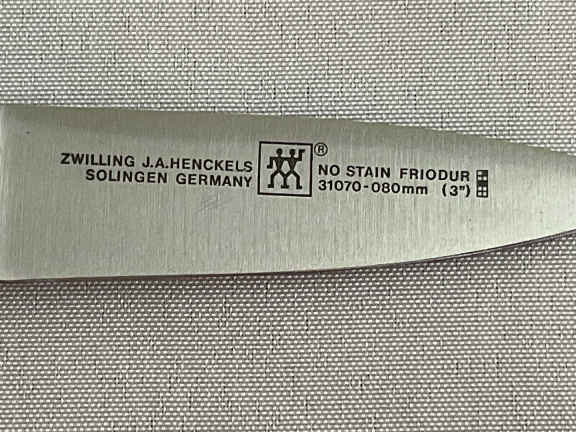 ZWILLING J.A.HENCKELS
SOLINGEN GERMANY
®
NO STAIN FRIODUR
31070-080mm (3")